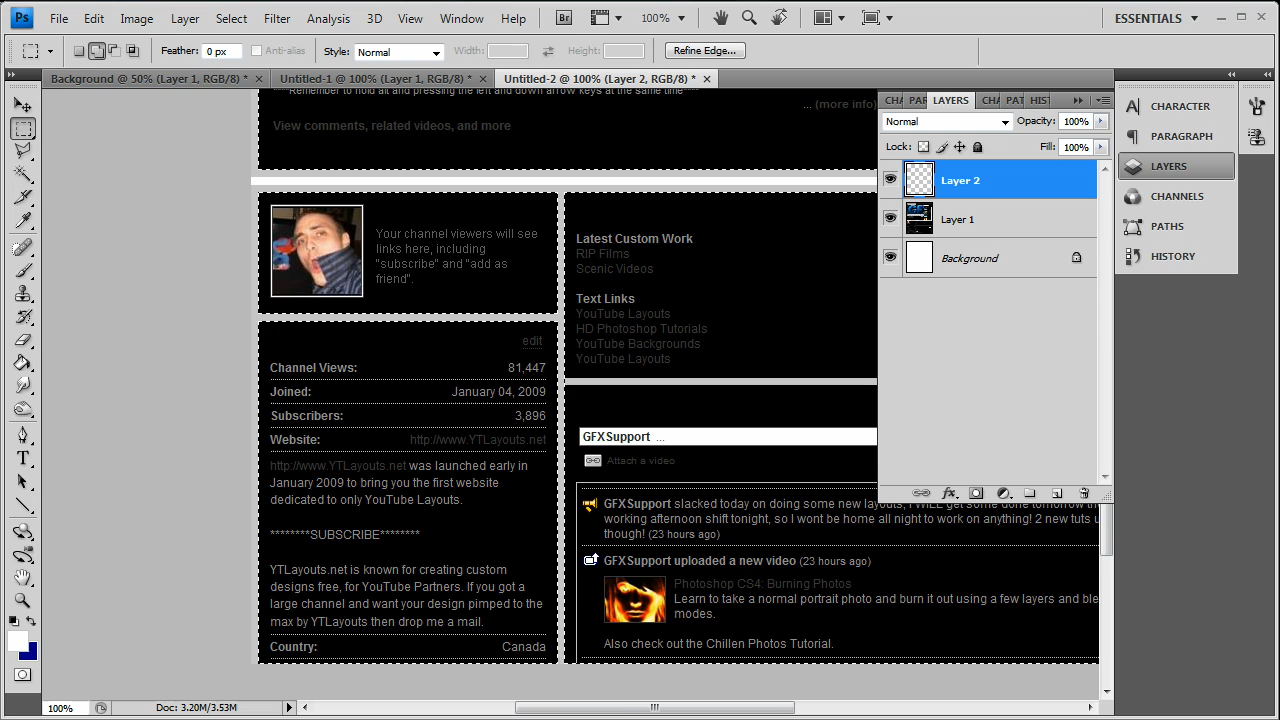 Ps File Edit Image Layer Select Filter Analysis 3D View Window Help Br 100% ESSENTIALS
Feather: 0 px Anti-alias Style: Normal Width: Height: Refine Edge...
Background @ 50% (Layer 1, RGB/8) * Untitled-1 @ 100% (Layer 1, RGB/8) * Untitled-2 @ 100% (Layer 2, RGB/8) *
****Remember to hold alt and pressing the left and down arrow keys at the same time****
... (more info)
View comments, related videos, and more
Your channel viewers will see
links here, including
"subscribe" and "add as
friend".
edit
Channel Views: 81,447
Joined: January 04, 2009
Subscribers: 3,896
Website: http://www.YTLayouts.net
http://www.YTLayouts.net was launched early in
January 2009 to bring you the first website
dedicated to only YouTube Layouts.
********SUBSCRIBE********
YTLayouts.net is known for creating custom
designs free, for YouTube Partners. If you got a
large channel and want your design pimped to the
max by YTLayouts then drop me a mail.
Country: Canada
Latest Custom Work
RIP Films
Scenic Videos
Text Links
YouTube Layouts
HD Photoshop Tutorials
YouTube Backgrounds
YouTube Layouts
GFXSupport ...
Attach a video
GFXSupport slacked today on doing some new layouts, I WILL get some done tomorrow th
working afternoon shift tonight, so I wont be home all night to work on anything! 2 new tuts u
though! (23 hours ago)
GFXSupport uploaded a new video (23 hours ago)
Photoshop CS4: Burning Photos
Learn to take a normal portrait photo and burn it out using a few layers and ble
modes.
Also check out the Chillen Photos Tutorial.
CHA PAR LAYERS CHA PAT HIST
Normal Opacity: 100%
Lock: Fill: 100%
Layer 2
Layer 1
Background
CHARACTER
PARAGRAPH
LAYERS
CHANNELS
PATHS
HISTORY
100% Doc: 3.20M/3.53M